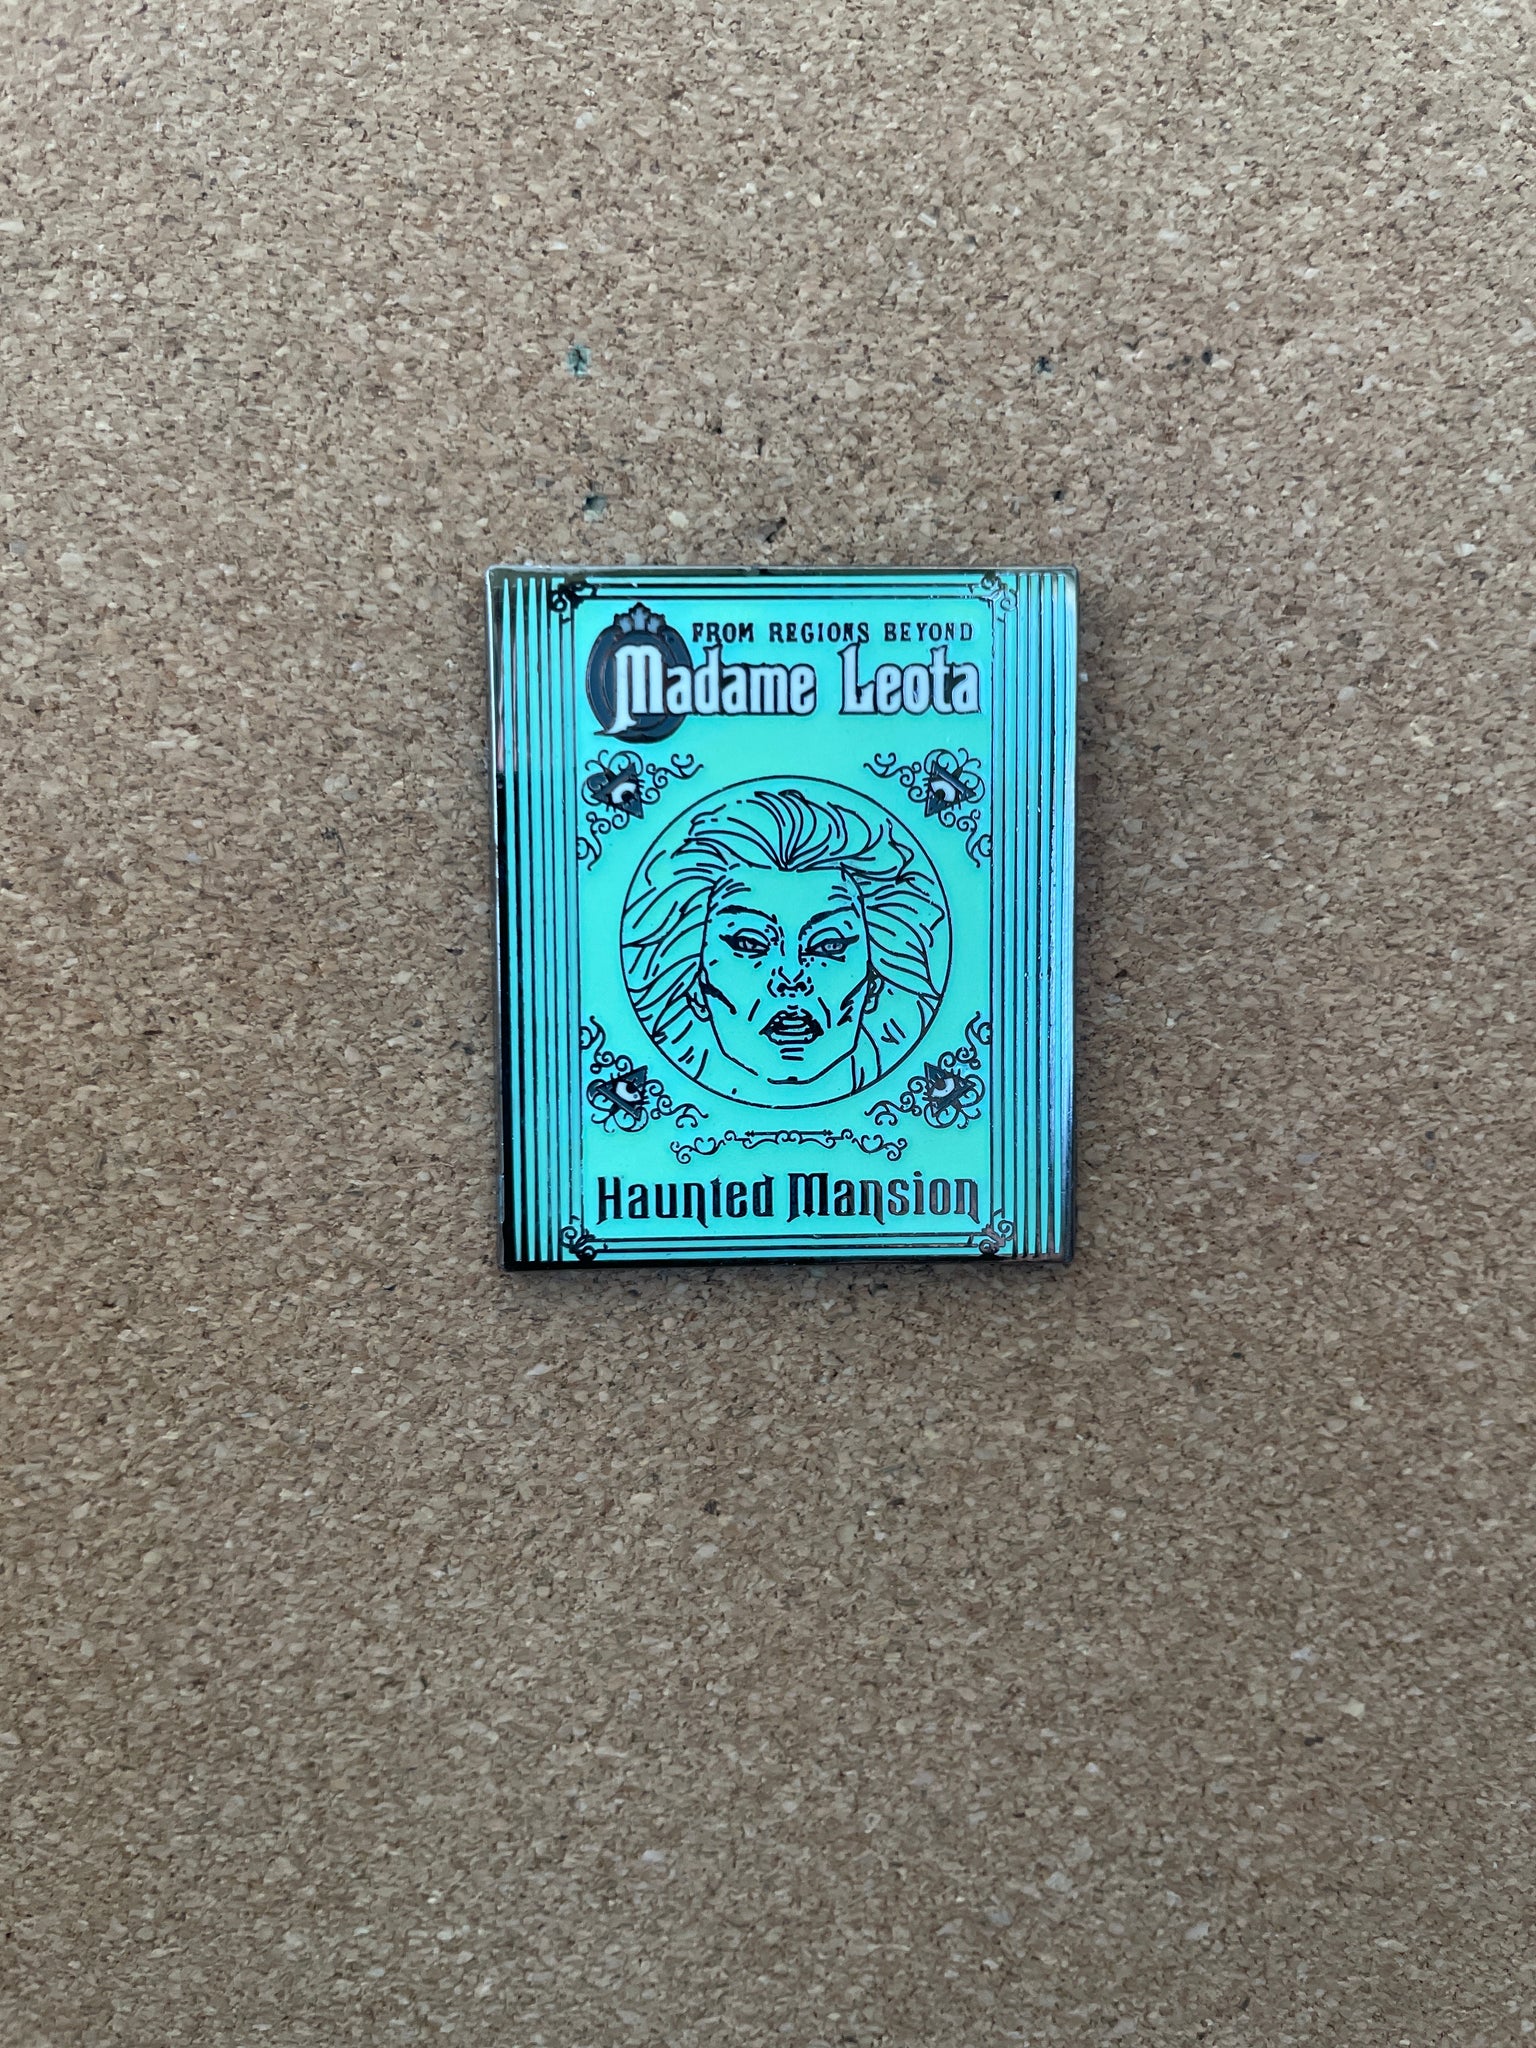 FROM REGIONS BEYOND
Madame Leota
Haunted Mansion